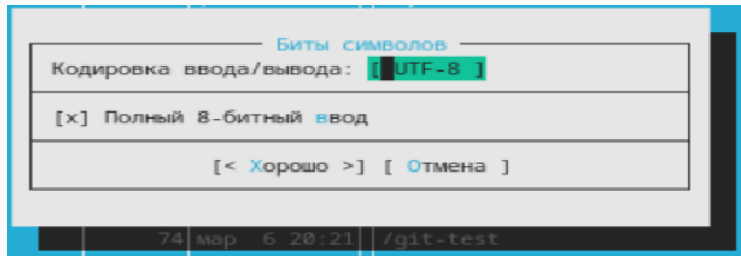 Биты символов
Кодировка ввода/вывода: [ UTF-8 ]
[x] Полный 8-битный ввод
[< Хорошо >] [ Отмена ]
74 мар 6 20:21 /git-test